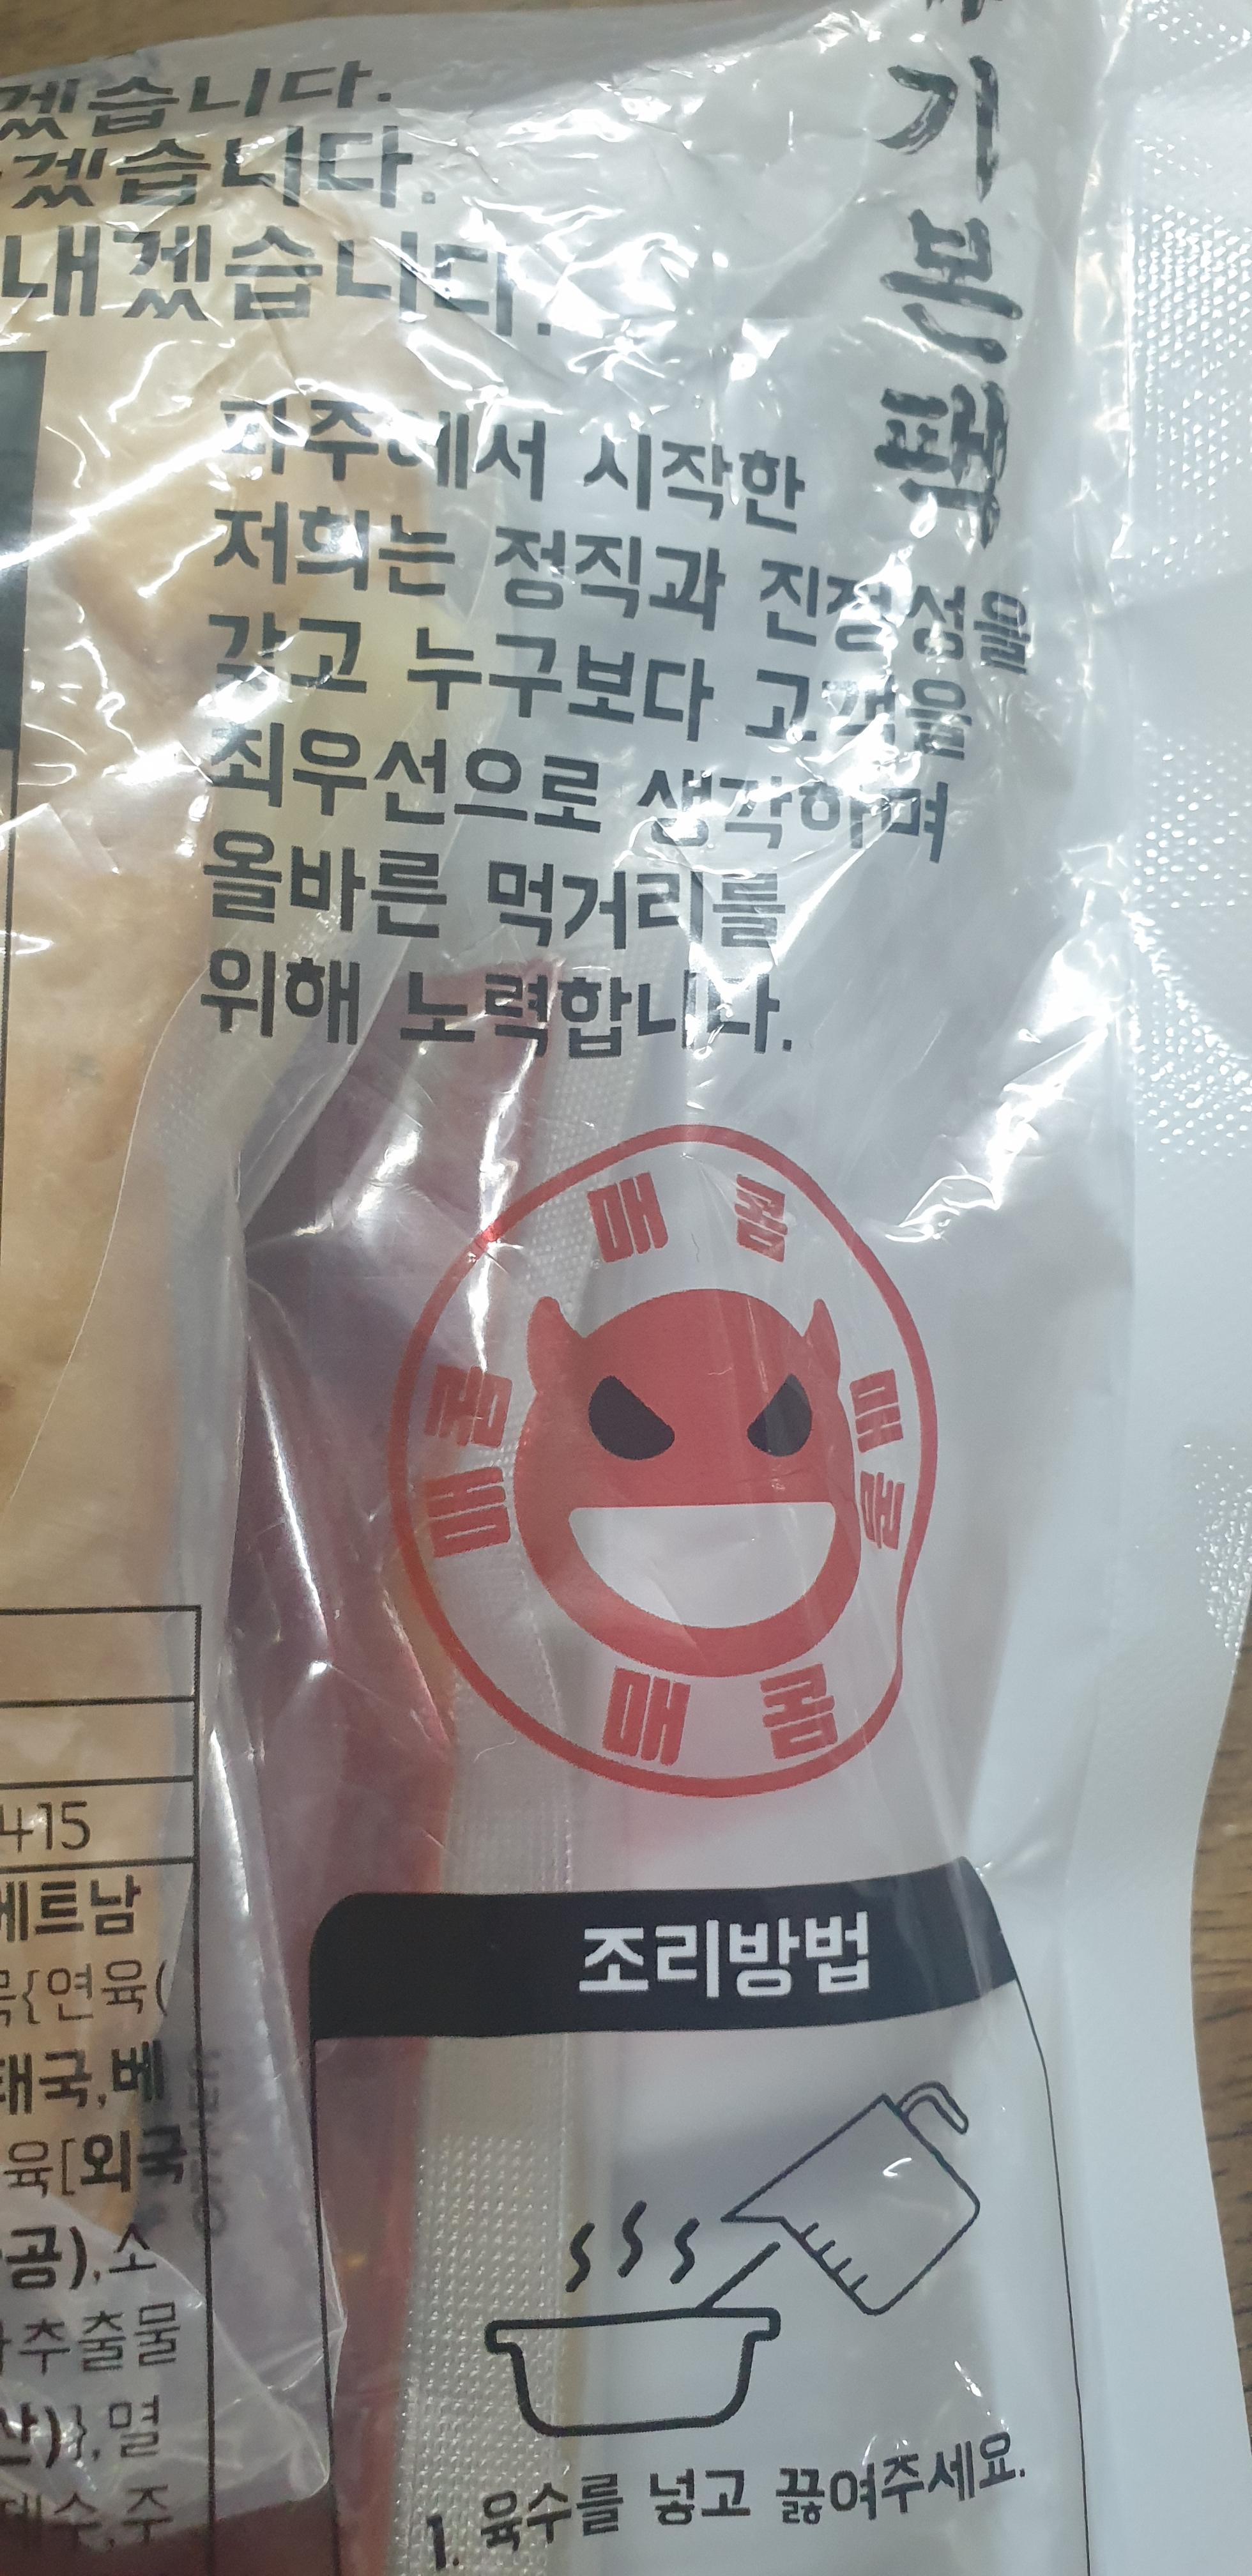 겠습니다.
겠습니다.
내겠습니다.
기본팩
파주에서 시작한
저희는 정직과 진정성을
갖고 누구보다 고객을
최우선으로 생각하며
올바른 먹거리를
위해 노력합니다.
매콤
매콤
매콤
매콤
415
베트남
{연육(
태국,베
육[외국
공),소
추출물
산)},멸
제수,주
조리방법
1. 육수를 넣고 끓여주세요.